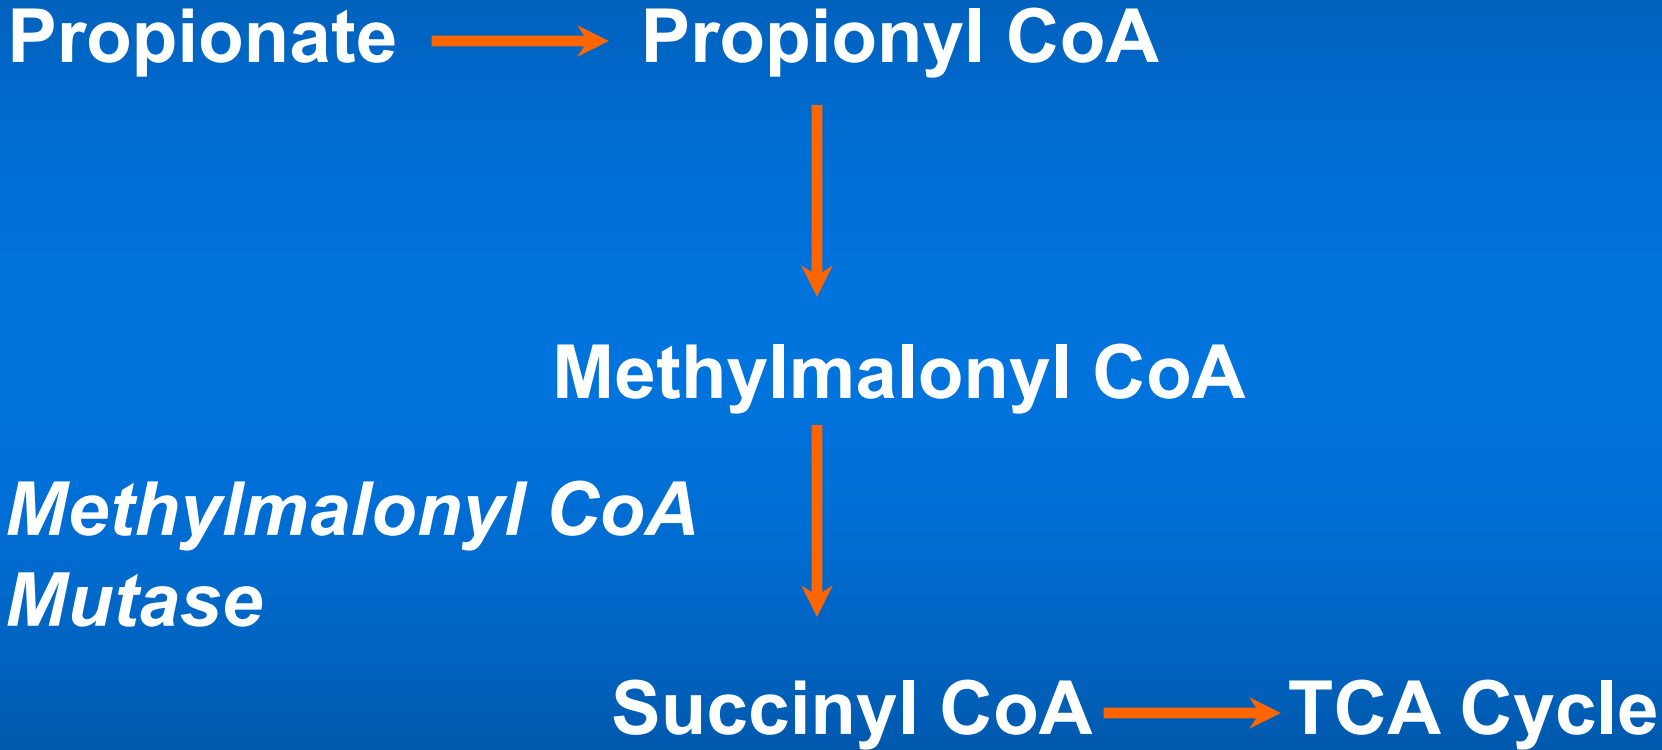 Propionate Propionyl CoA
Methylmalonyl CoA
Methylmalonyl CoA
Mutase
Succinyl CoA TCA Cycle